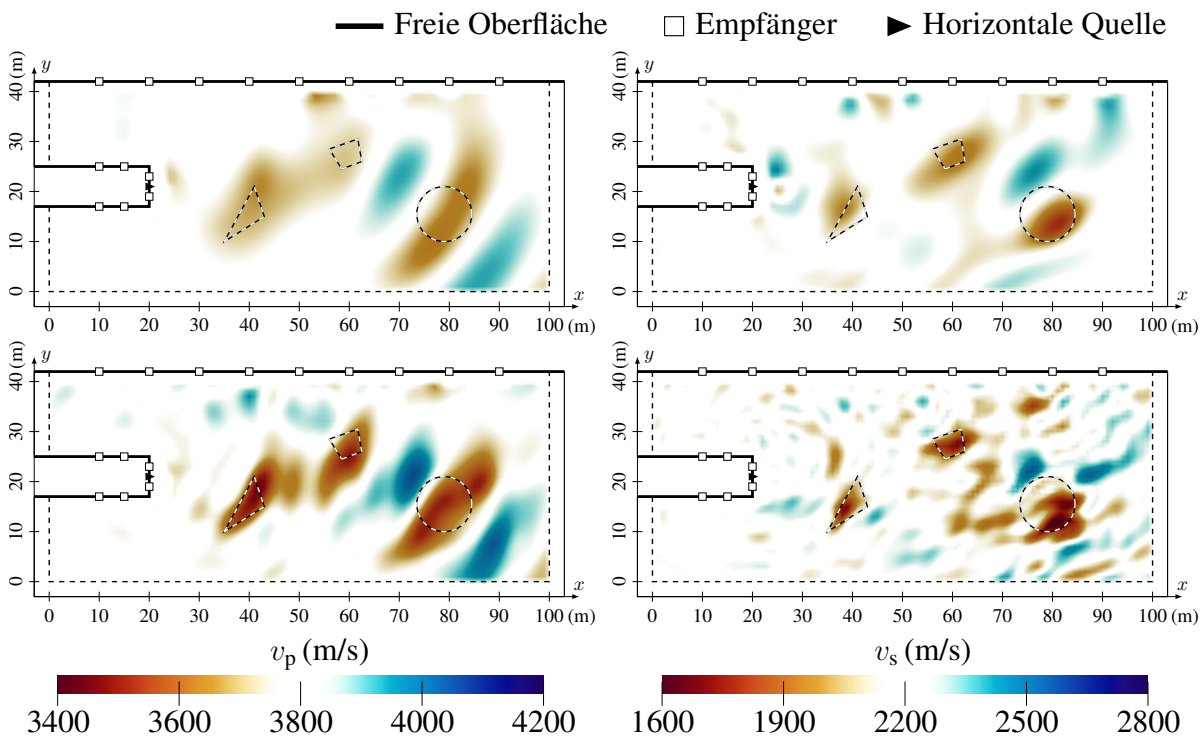 Freie Oberfläche Empfänger Horizontale Quelle
y y
40 (m) 30 20 10 0
40 (m) 30 20 10 0
x x
0 10 20 30 40 50 60 70 80 90 100 (m) 0 10 20 30 40 50 60 70 80 90 100 (m)
y y
40 (m) 30 20 10 0
40 (m) 30 20 10 0
x x
0 10 20 30 40 50 60 70 80 90 100 (m) 0 10 20 30 40 50 60 70 80 90 100 (m)
vp (m/s) vs (m/s)
3400 3600 3800 4000 4200 1600 1900 2200 2500 2800